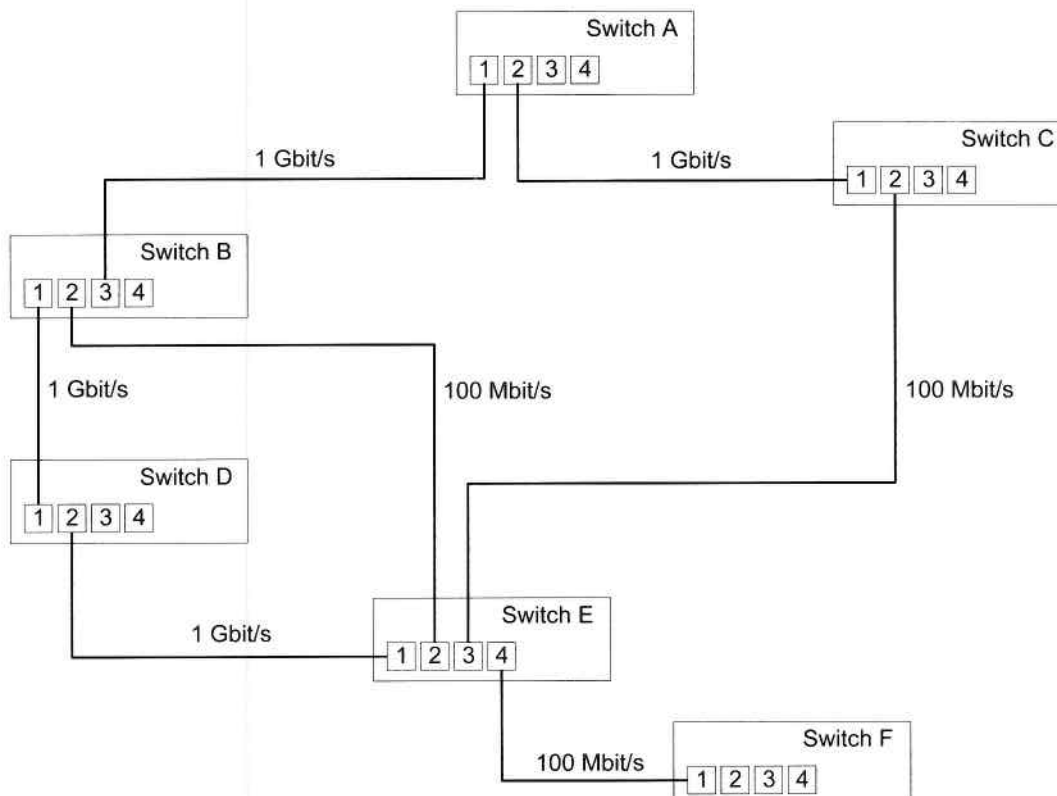 Switch A
1 2 3 4
1 Gbit/s
1 Gbit/s
Switch C
1 2 3 4
Switch B
1 2 3 4
1 Gbit/s
100 Mbit/s
100 Mbit/s
Switch D
1 2 3 4
1 Gbit/s
Switch E
1 2 3 4
100 Mbit/s
Switch F
1 2 3 4